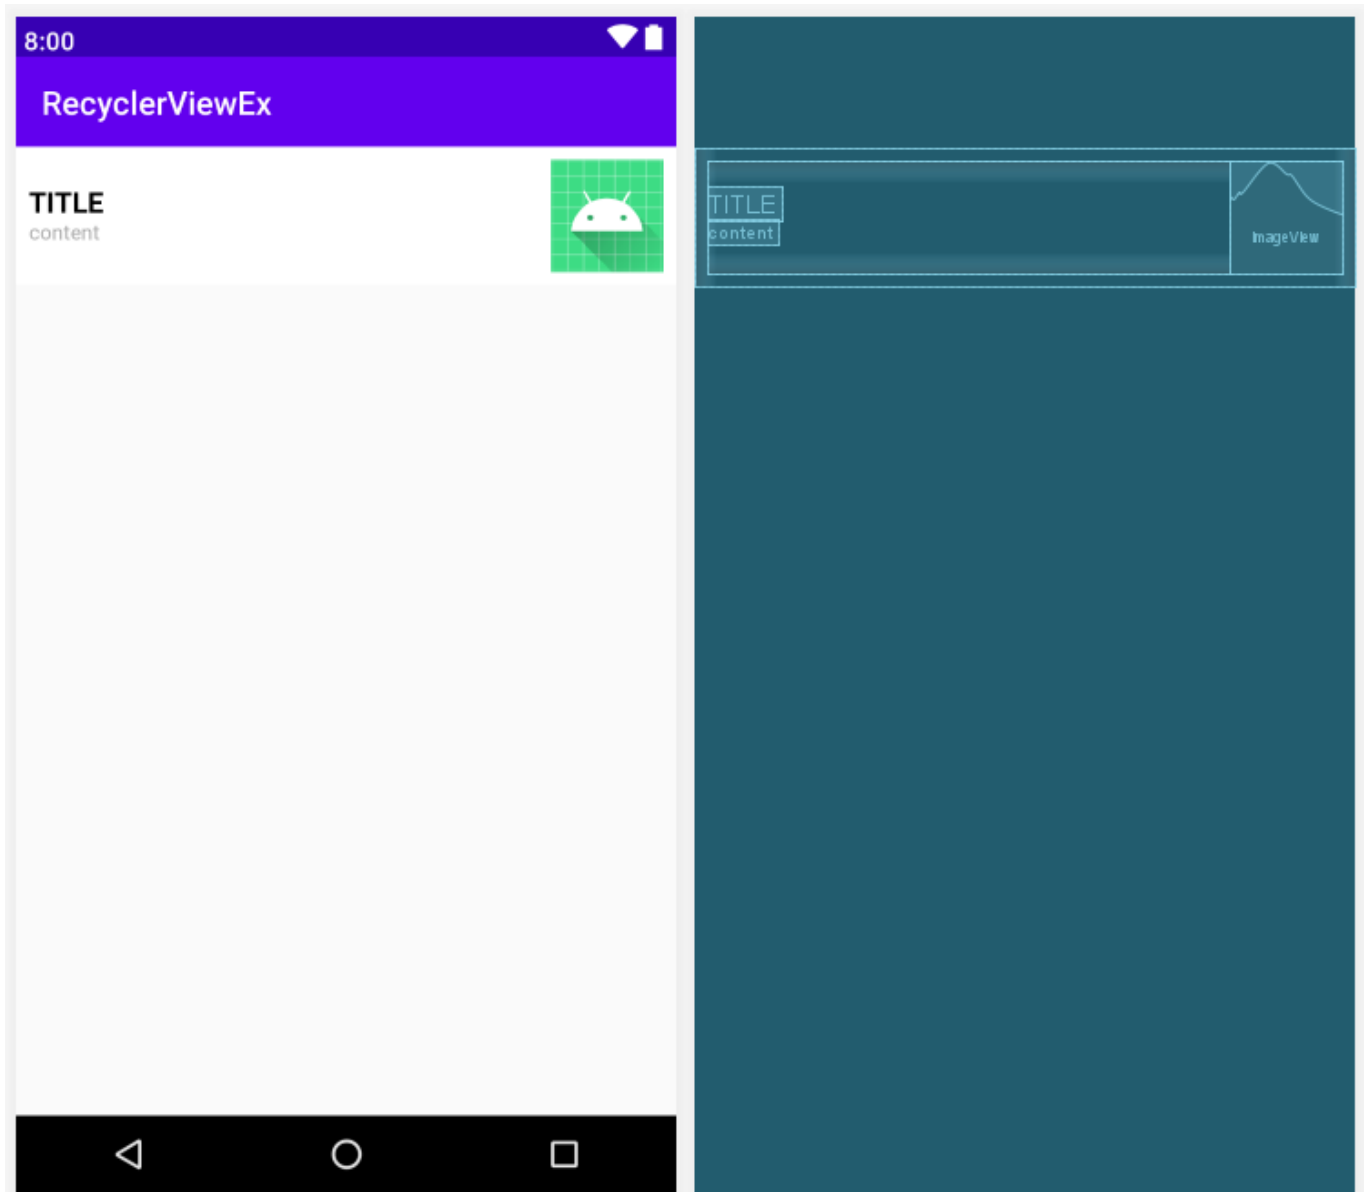 8:00
RecyclerViewEx
TITLE
content
TITLE
content
ImageView